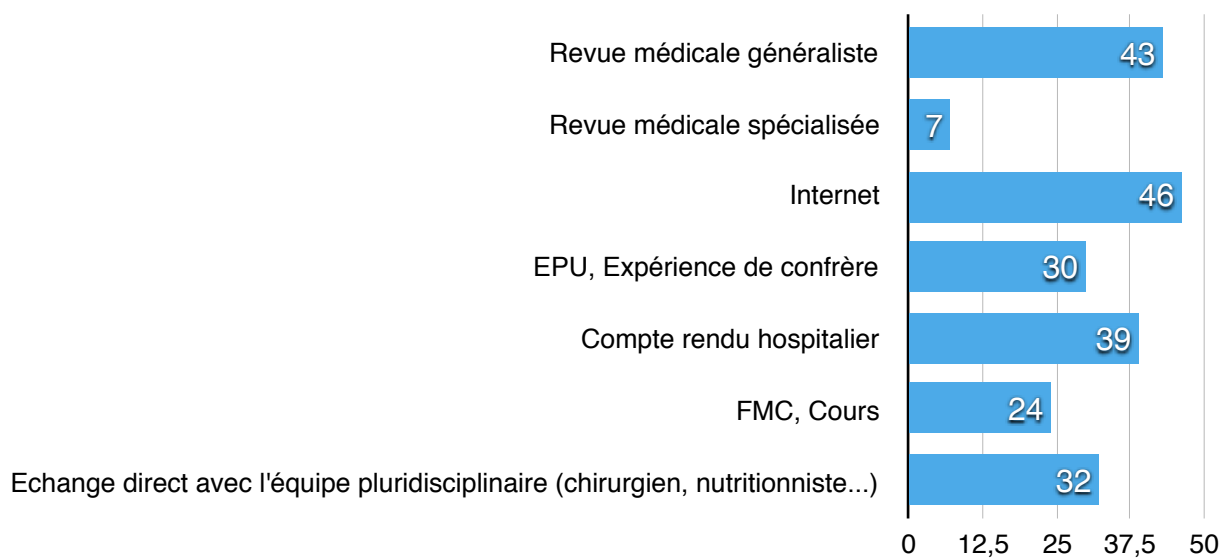 Revue médicale généraliste 43
Revue médicale spécialisée 7
Internet 46
EPU, Expérience de confrère 30
Compte rendu hospitalier 39
FMC, Cours 24
Echange direct avec l'équipe pluridisciplinaire (chirurgien, nutritionniste...) 32
0 12,5 25 37,5 50